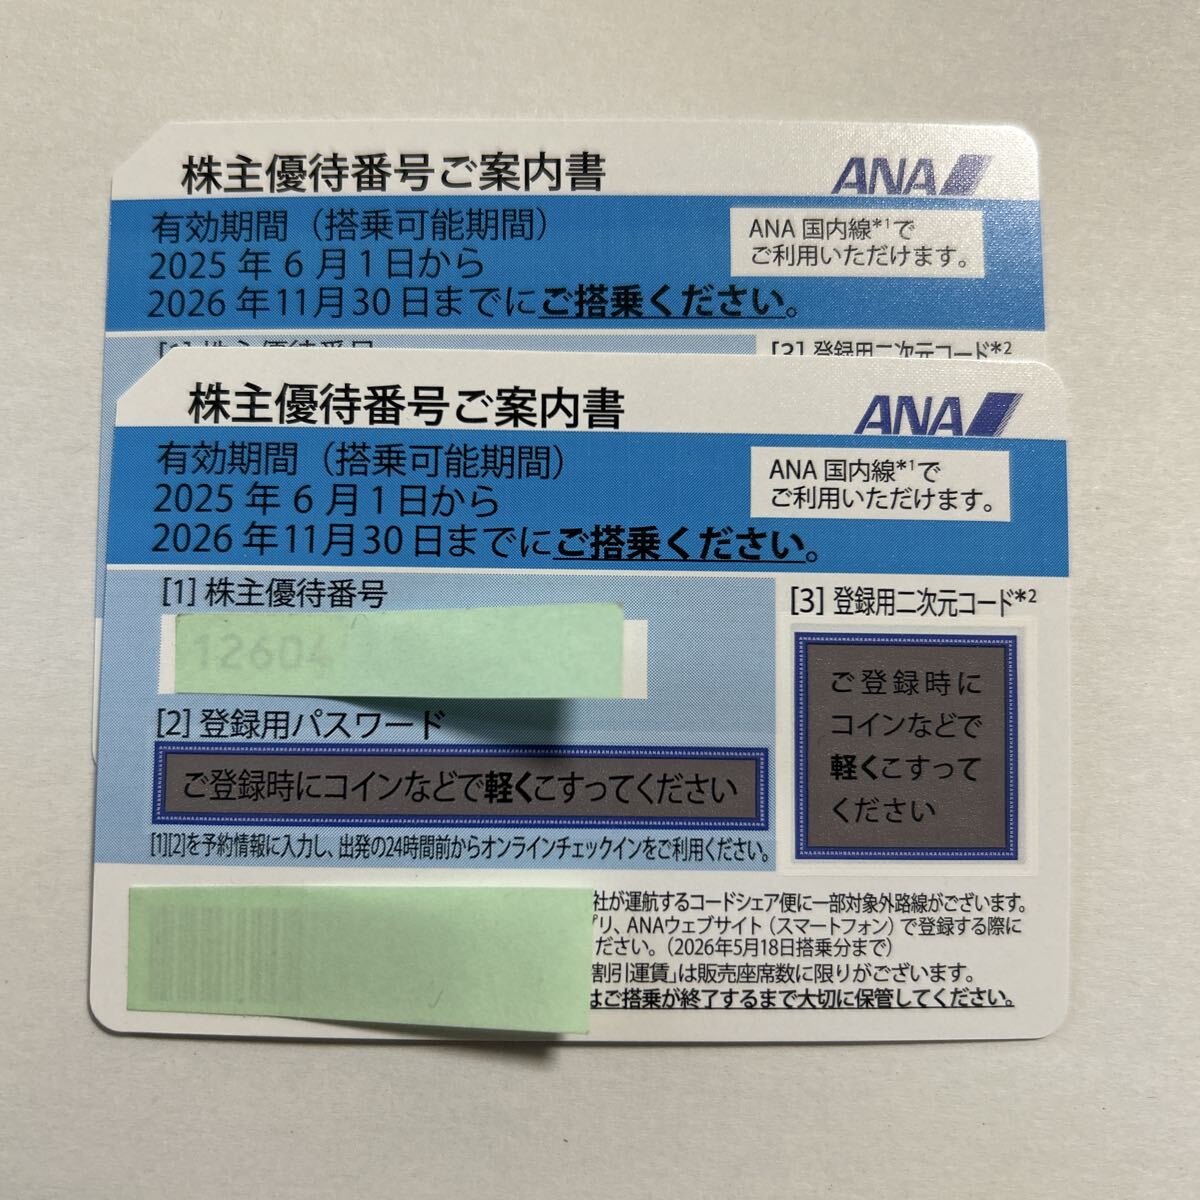 株主優待番号ご案内書
ANA
有効期間（搭乗可能期間）
2025 年 6 月 1 日から
2026 年 11 月 30 日までにご搭乗ください。
ANA 国内線*1で
ご利用いただけます。
[1] 株主優待番号
[3] 登録用二次元コード*2
株主優待番号ご案内書
ANA
有効期間（搭乗可能期間）
2025 年 6 月 1 日から
2026 年 11 月 30 日までにご搭乗ください。
ANA 国内線*1で
ご利用いただけます。
[1] 株主優待番号
[2] 登録用パスワード
ご登録時にコインなどで軽くこすってください
[1][2]を予約情報に入力し、出発の24時間前からオンラインチェックインをご利用ください。
[3] 登録用二次元コード*2
ご登録時に
コインなどで
軽くこすって
ください
社が運航するコードシェア便に一部対象外路線がございます。
プリ、ANAウェブサイト（スマートフォン）で登録する際に
ださい。（2026年5月18日搭乗分まで）
割引運賃」は販売座席数に限りがございます。
はご搭乗が終了するまで大切に保管してください。